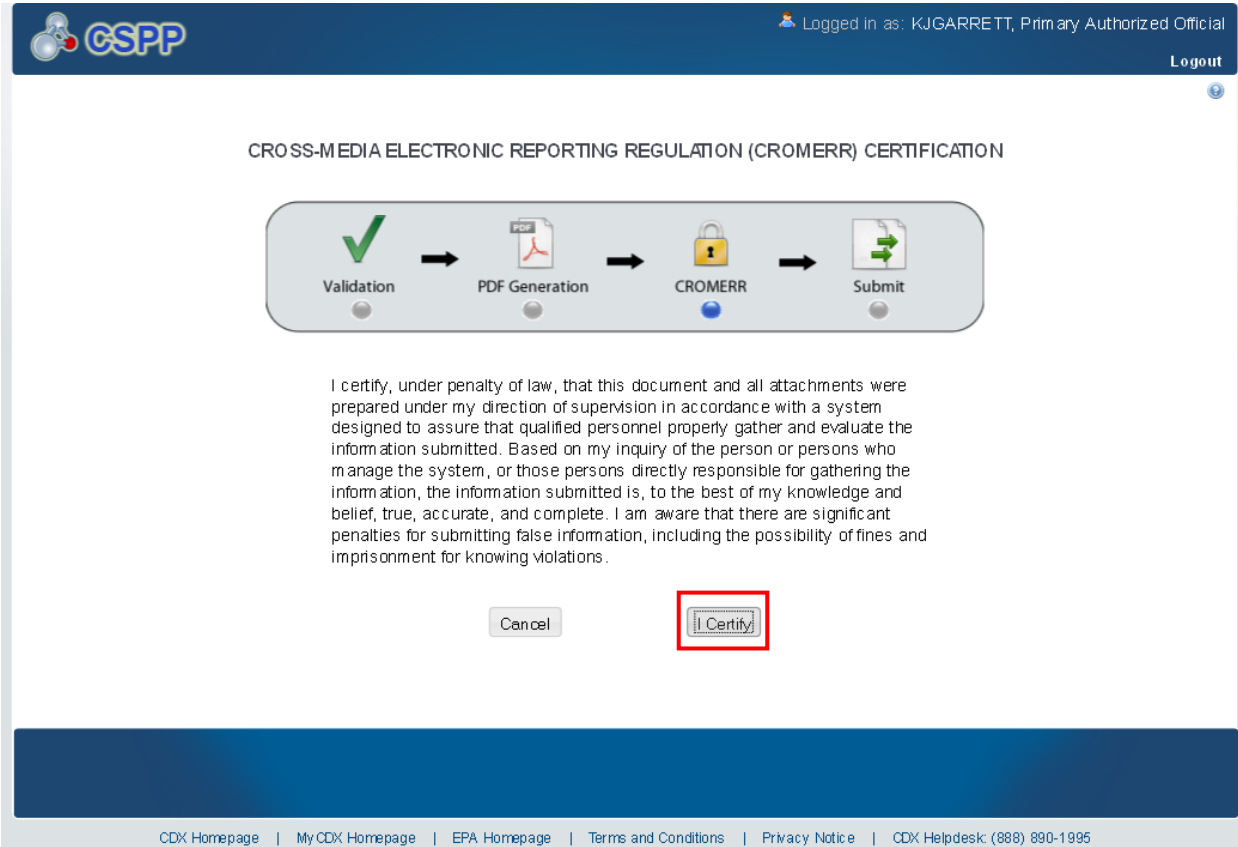 CSPP
Logged in as: KJGARRETT, Primary Authorized Official
Logout
CROSS-MEDIA ELECTRONIC REPORTING REGULATION (CROMERR) CERTIFICATION
PDF
Validation
PDF Generation
CROMERR
Submit
I certify, under penalty of law, that this document and all attachments were
prepared under my direction of supervision in accordance with a system
designed to assure that qualified personnel properly gather and evaluate the
information submitted. Based on my inquiry of the person or persons who
manage the system, or those persons directly responsible for gathering the
information, the information submitted is, to the best of my knowledge and
belief, true, accurate, and complete. I am aware that there are significant
penalties for submitting false information, including the possibility of fines and
imprisonment for knowing violations.
Cancel
I Certify
CDX Homepage | MyCDX Homepage | EPA Homepage | Terms and Conditions | Privacy Notice | CDX Helpdesk: (888) 890-1995